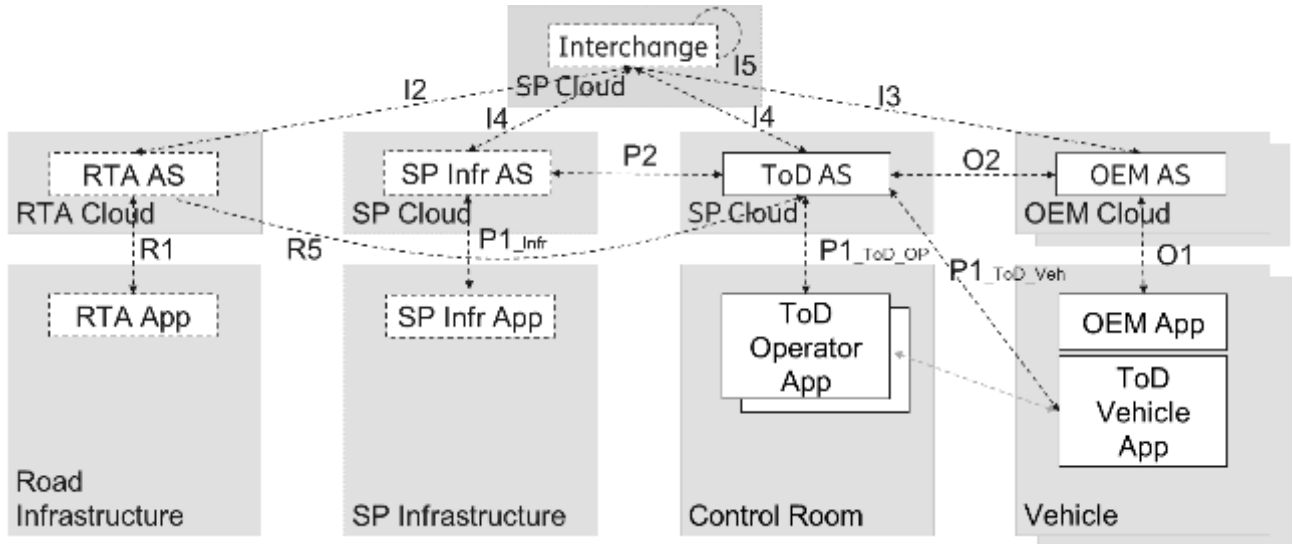 Interchange
I5
SP Cloud
I2
I4
I4
I3
RTA AS
RTA Cloud
SP Infr AS
SP Cloud
P2
ToD AS
SP Cloud
O2
OEM AS
OEM Cloud
R1
R5
P1_Infr
P1_ToD_OP
P1_ToD_Veh
O1
RTA App
SP Infr App
ToD
Operator
App
OEM App
ToD
Vehicle
App
Road
Infrastructure
SP Infrastructure
Control Room
Vehicle